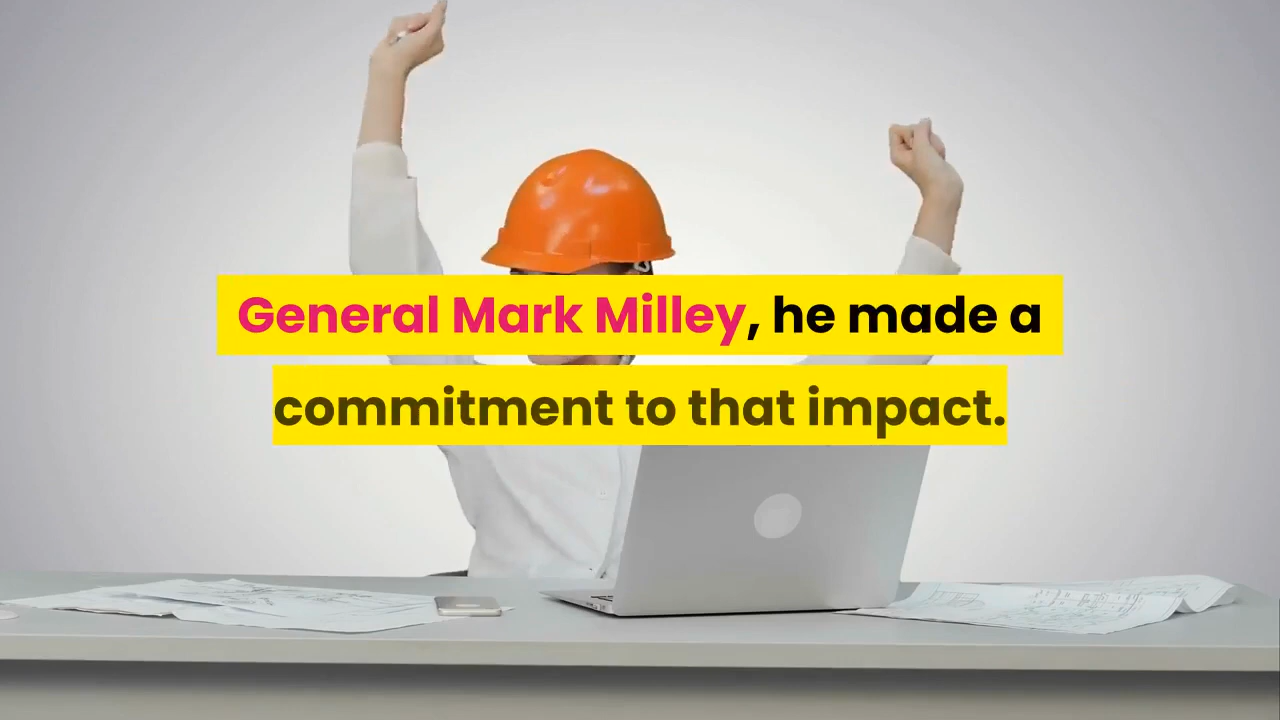 General Mark Milley, he made a
commitment to that impact.